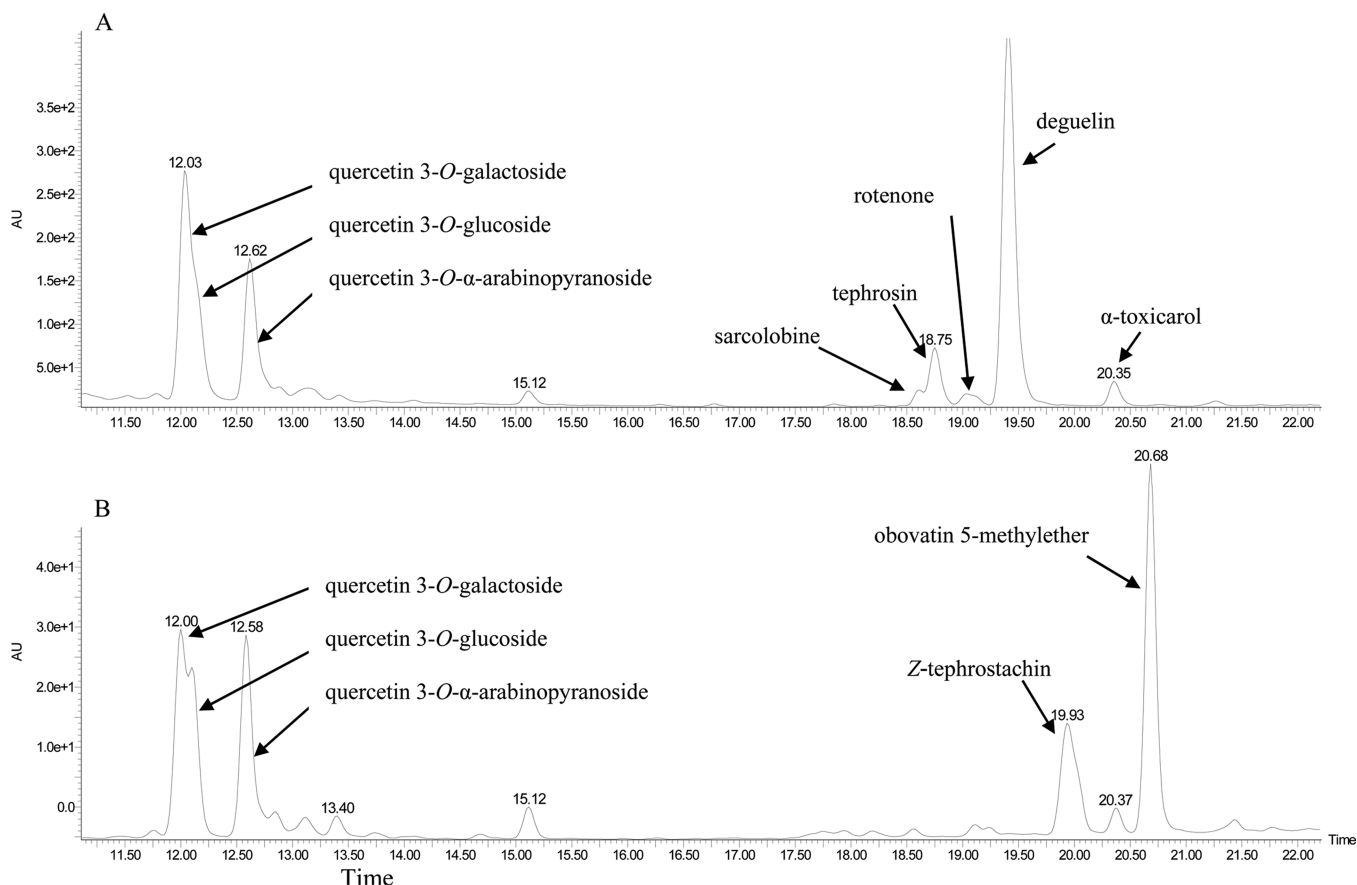 A
3.5e+2
3.0e+2
2.5e+2
2.0e+2
1.5e+2
1.0e+2
5.0e+1
AU
12.03
12.62
15.12
18.75
20.35
quercetin 3-O-galactoside
quercetin 3-O-glucoside
quercetin 3-O-α-arabinopyranoside
sarcolobine
tephrosin
rotenone
deguelin
α-toxicarol
11.50 12.00 12.50 13.00 13.50 14.00 14.50 15.00 15.50 16.00 16.50 17.00 17.50 18.00 18.50 19.00 19.50 20.00 20.50 21.00 21.50 22.00
B
4.0e+1
3.0e+1
2.0e+1
1.0e+1
0.0
AU
12.00
12.58
13.40
15.12
19.93
20.37
20.68
quercetin 3-O-galactoside
quercetin 3-O-glucoside
quercetin 3-O-α-arabinopyranoside
Z-tephrostachin
obovatin 5-methylether
Time
11.50 12.00 12.50 13.00 13.50 14.00 14.50 15.00 15.50 16.00 16.50 17.00 17.50 18.00 18.50 19.00 19.50 20.00 20.50 21.00 21.50 22.00
Time